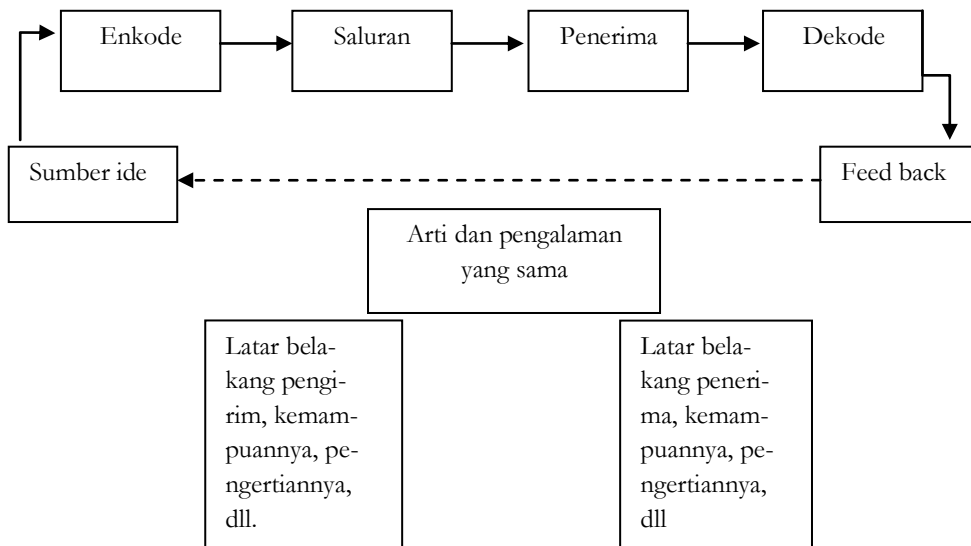 Enkode
Saluran
Penerima
Dekode
Sumber ide
Feed back
Arti dan pengalaman
yang sama
Latar bela-
kang pengi-
rim, kemam-
puannya, pe-
ngertiannya,
dll.
Latar bela-
kang peneri-
ma, kemam-
puannya, pe-
ngertiannya,
dll